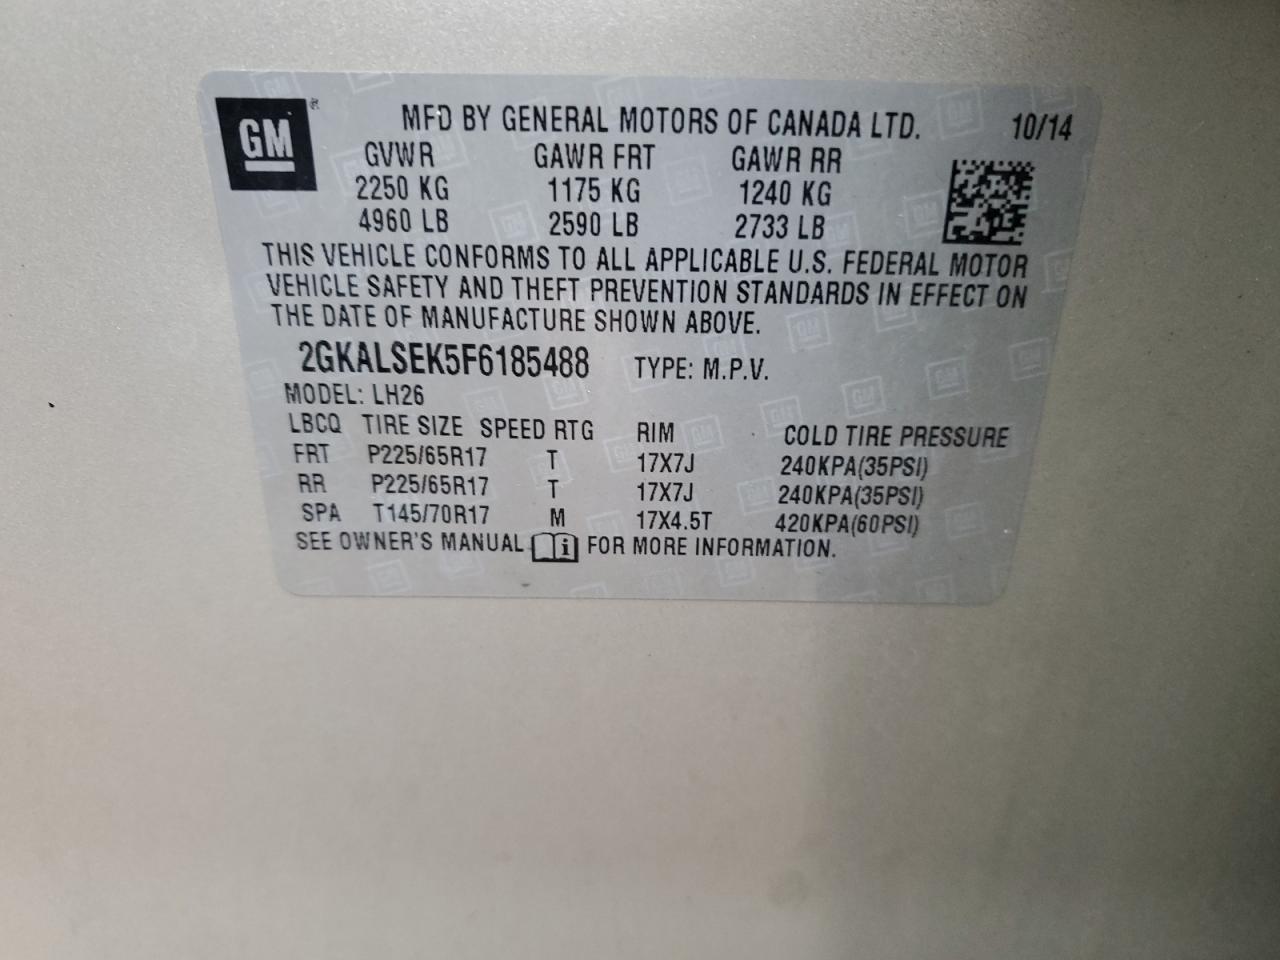 GM ®
MFD BY GENERAL MOTORS OF CANADA LTD. 10/14
GVWR GAWR FRT GAWR RR
2250 KG 1175 KG 1240 KG
4960 LB 2590 LB 2733 LB
THIS VEHICLE CONFORMS TO ALL APPLICABLE U.S. FEDERAL MOTOR
VEHICLE SAFETY AND THEFT PREVENTION STANDARDS IN EFFECT ON
THE DATE OF MANUFACTURE SHOWN ABOVE.
2GKALSEK5F6185488 TYPE: M.P.V.
MODEL: LH26
LBCQ TIRE SIZE SPEED RTG RIM COLD TIRE PRESSURE
FRT P225/65R17 T 17X7J 240KPA(35PSI)
RR P225/65R17 T 17X7J 240KPA(35PSI)
SPA T145/70R17 M 17X4.5T 420KPA(60PSI)
SEE OWNER'S MANUAL i FOR MORE INFORMATION.